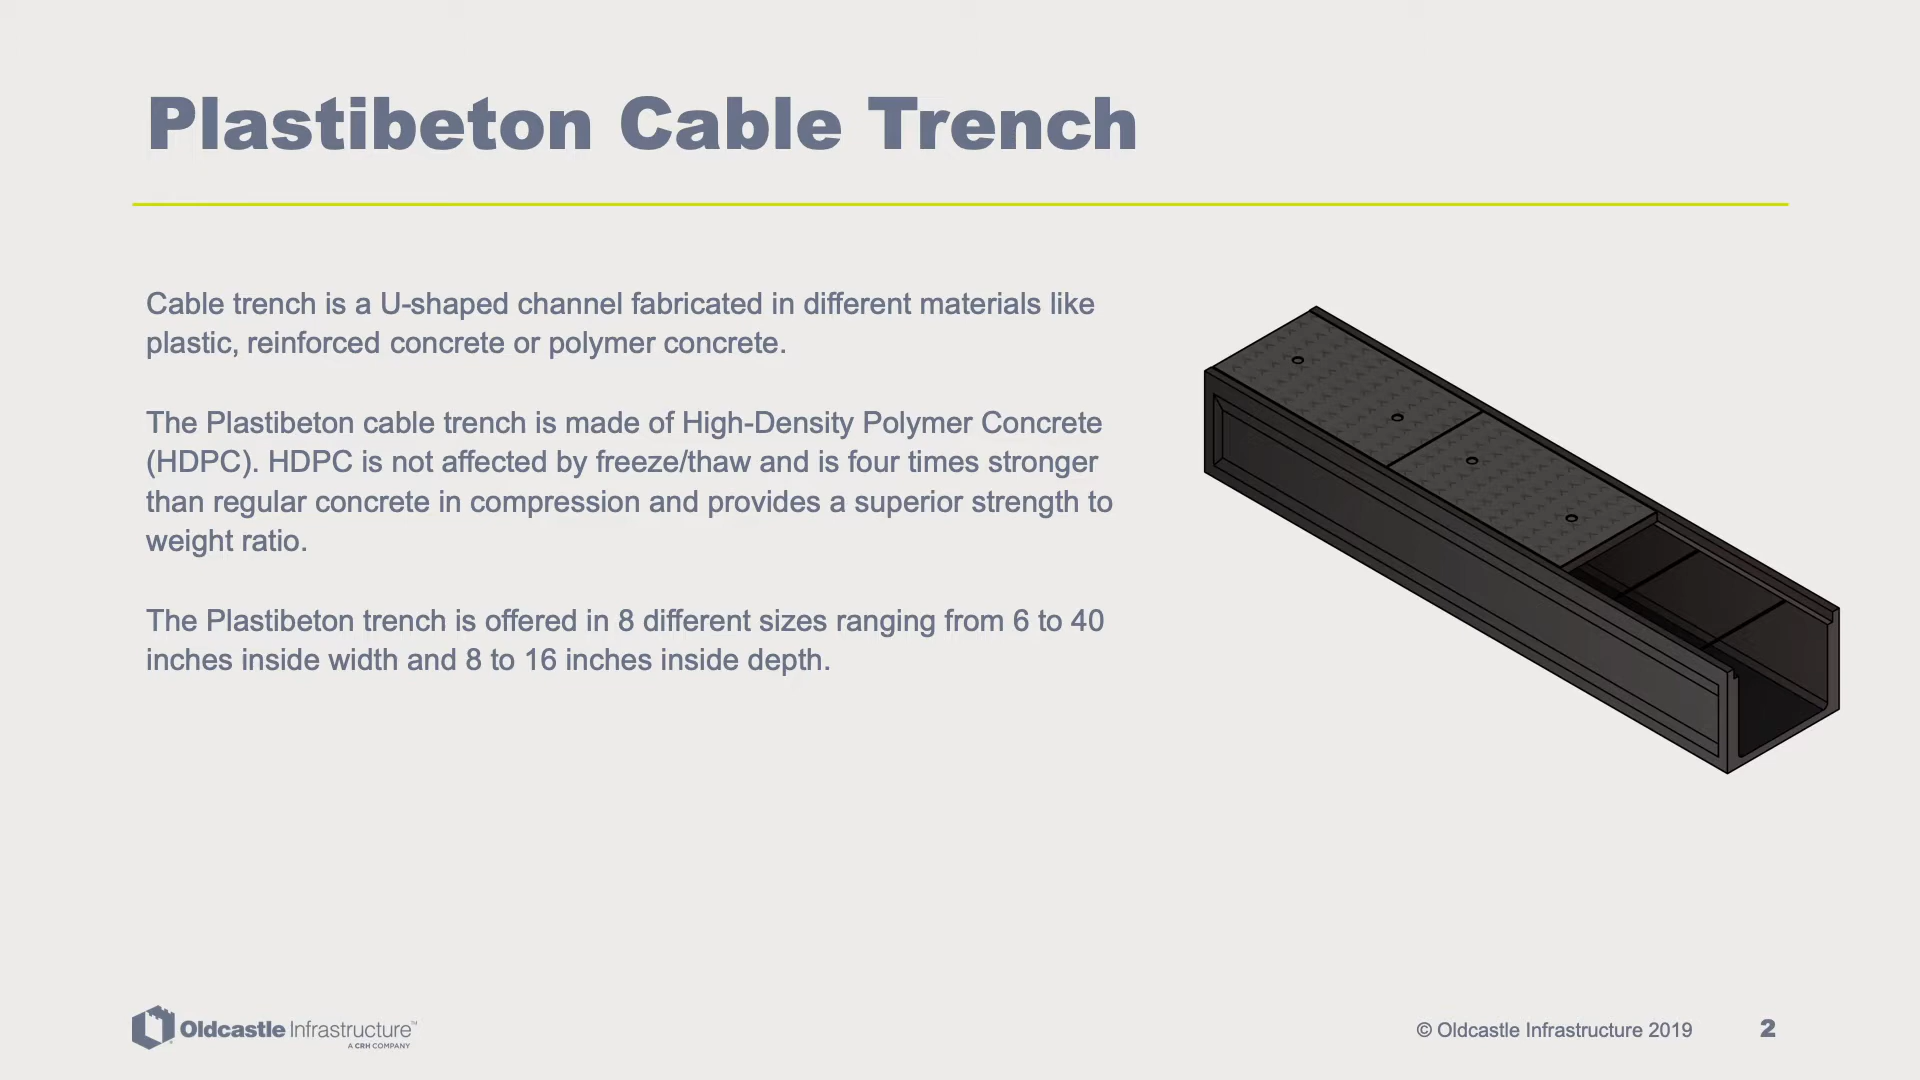 Plastibeton Cable Trench
Cable trench is a U-shaped channel fabricated in different materials like
plastic, reinforced concrete or polymer concrete.
The Plastibeton cable trench is made of High-Density Polymer Concrete
(HDPC). HDPC is not affected by freeze/thaw and is four times stronger
than regular concrete in compression and provides a superior strength to
weight ratio.
The Plastibeton trench is offered in 8 different sizes ranging from 6 to 40
inches inside width and 8 to 16 inches inside depth.
Oldcastle Infrastructure™
A CRH COMPANY
© Oldcastle Infrastructure 2019
2